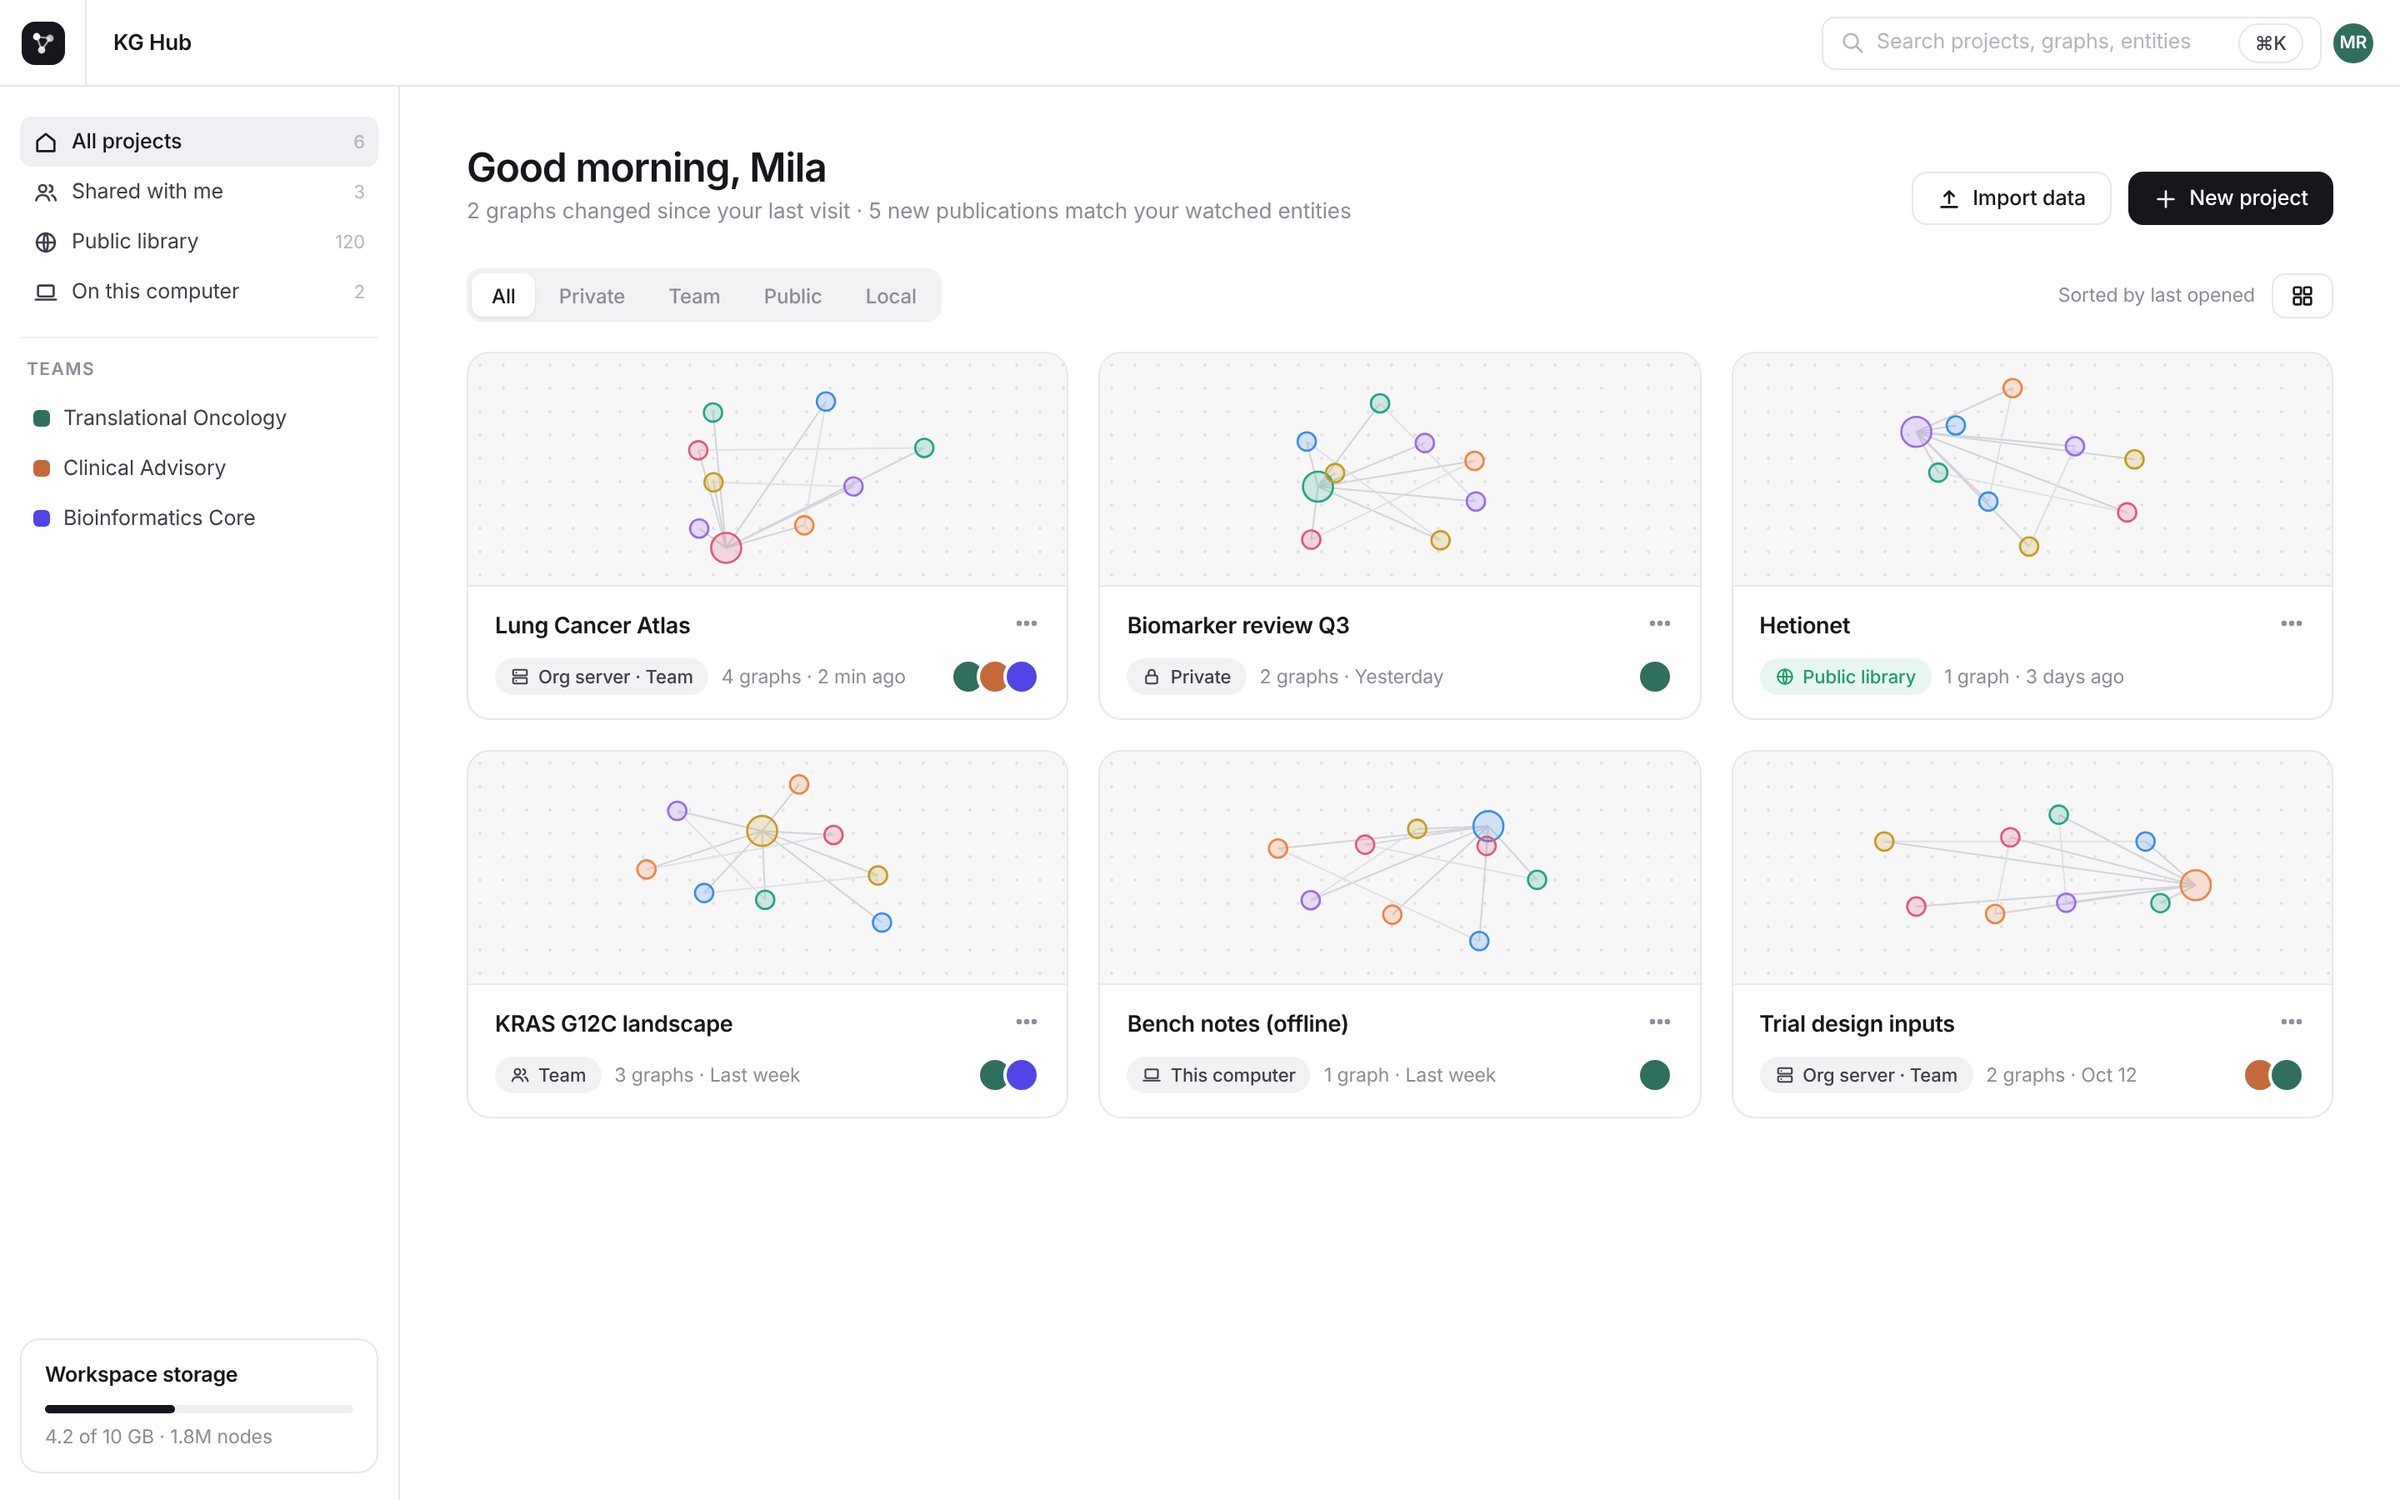 KG Hub
Search projects, graphs, entities
⌘K
MR
All projects 6
Shared with me 3
Public library 120
On this computer 2
TEAMS
Translational Oncology
Clinical Advisory
Bioinformatics Core
Workspace storage
4.2 of 10 GB · 1.8M nodes
Good morning, Mila
2 graphs changed since your last visit · 5 new publications match your watched entities
Import data
New project
All Private Team Public Local
Sorted by last opened
Lung Cancer Atlas
Org server · Team 4 graphs · 2 min ago
Biomarker review Q3
Private 2 graphs · Yesterday
Hetionet
Public library 1 graph · 3 days ago
KRAS G12C landscape
Team 3 graphs · Last week
Bench notes (offline)
This computer 1 graph · Last week
Trial design inputs
Org server · Team 2 graphs · Oct 12